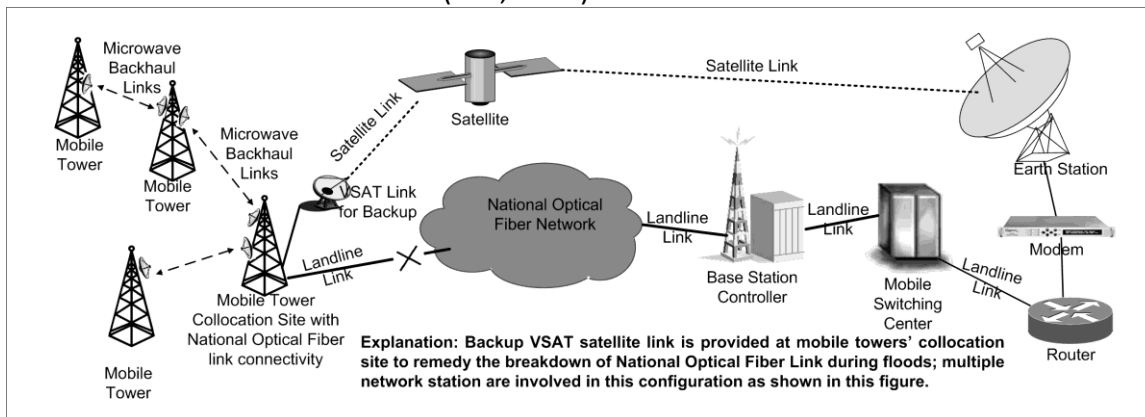 Microwave
Backhaul
Links
Mobile
Tower
Mobile
Tower
Microwave
Backhaul
Links
Satellite Link
Satellite
Satellite Link
Earth Station
VSAT Link
for Backup
National Optical
Fiber Network
Landline
Link
Landline
Link
Base Station
Controller
Landline
Link
Mobile
Switching
Center
Landline
Link
Modem
Router
Mobile Tower
Collocation Site with
National Optical Fiber
link connectivity
Mobile
Tower
Explanation: Backup VSAT satellite link is provided at mobile towers' collocation
site to remedy the breakdown of National Optical Fiber Link during floods; multiple
network station are involved in this configuration as shown in this figure.